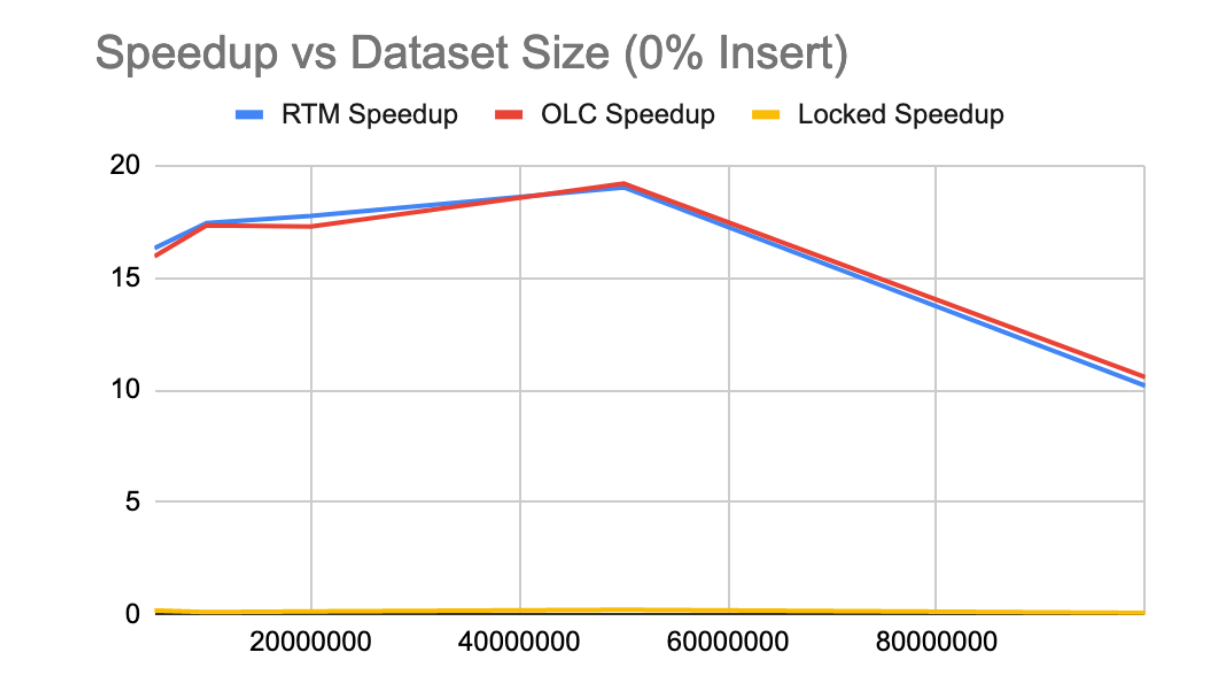 Speedup vs Dataset Size (0% Insert)
RTM Speedup OLC Speedup Locked Speedup
20
15
10
5
0
20000000 40000000 60000000 80000000